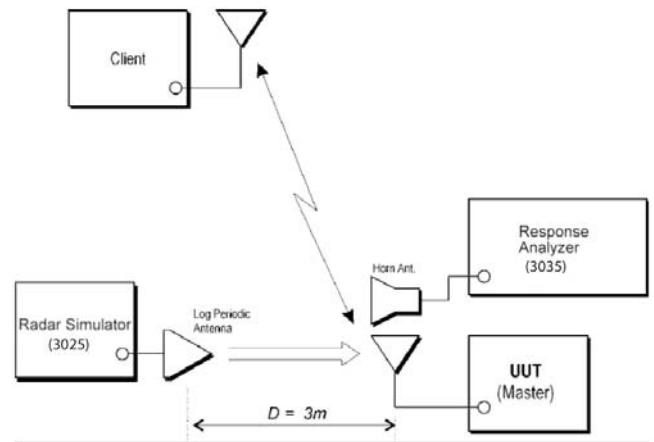 Client
Response
Analyzer
(3035)
Horn Ant.
Log Periodic
Antenna
Radar Simulator
(3025)
UUT
(Master)
D = 3m